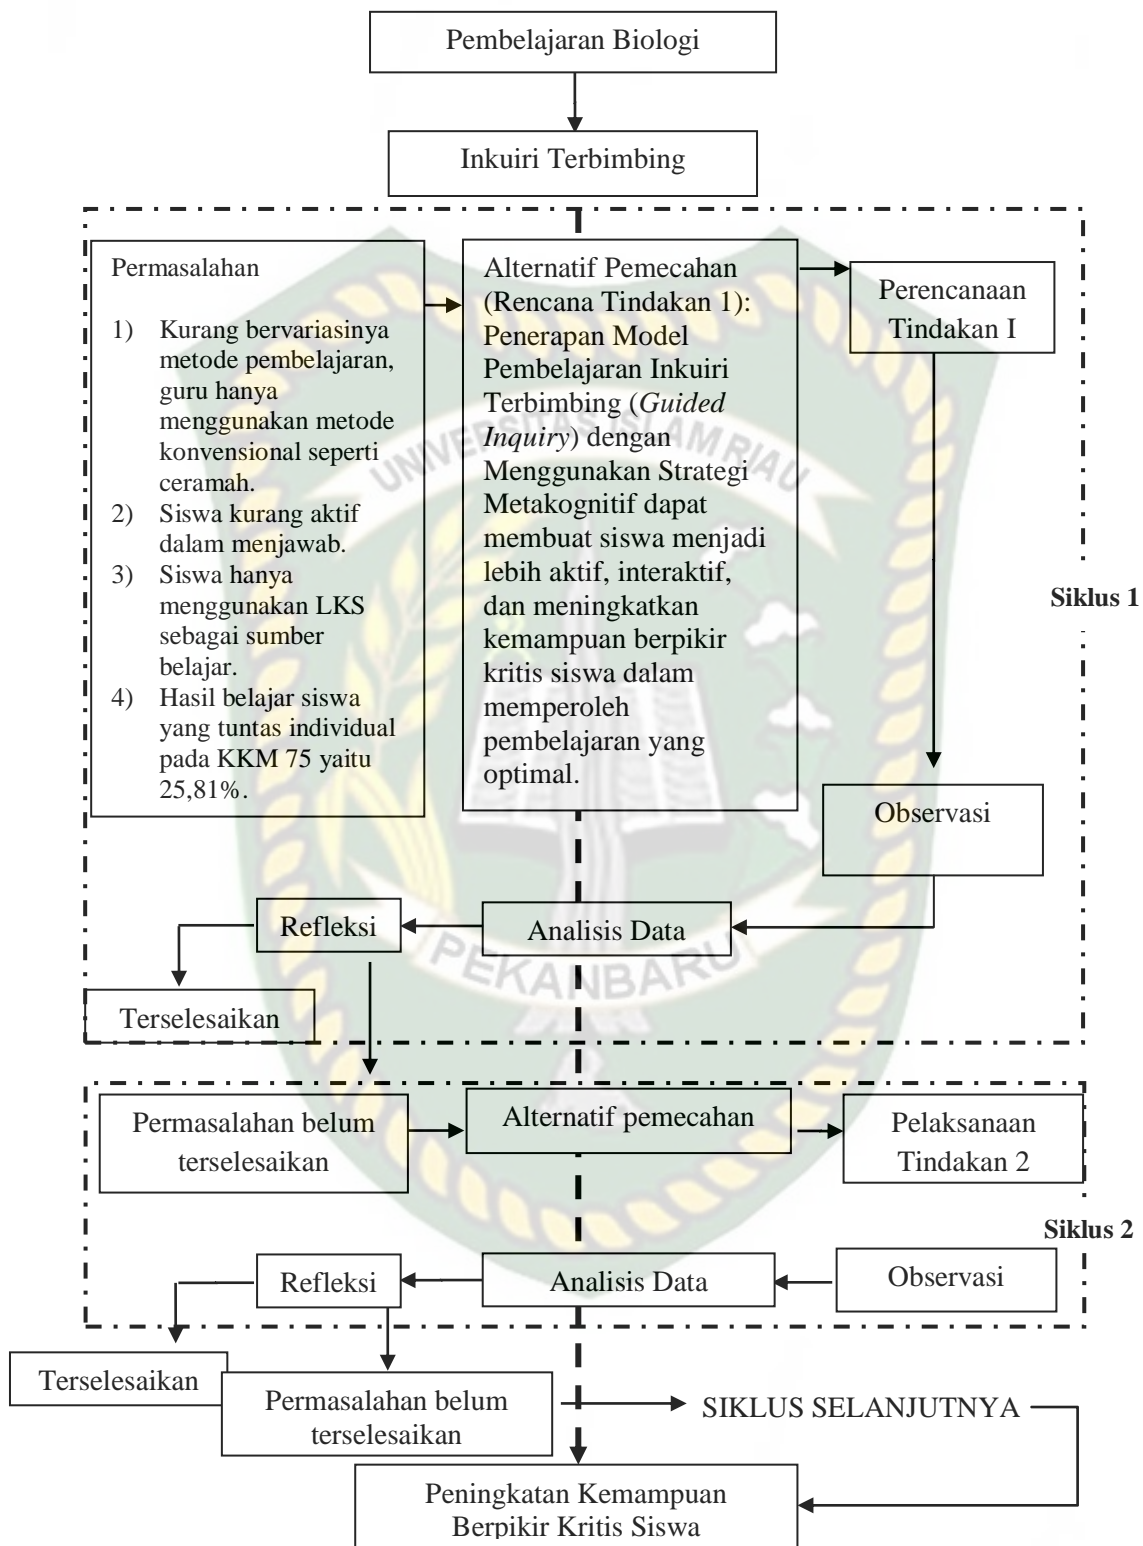 Pembelajaran Biologi
Inkuiri Terbimbing
Permasalahan
1) Kurang bervariasinya
metode pembelajaran,
guru hanya
menggunakan metode
konvensional seperti
ceramah.
2) Siswa kurang aktif
dalam menjawab.
3) Siswa hanya
menggunakan LKS
sebagai sumber
belajar.
4) Hasil belajar siswa
yang tuntas individual
pada KKM 75 yaitu
25,81%.
Alternatif Pemecahan
(Rencana Tindakan 1):
Penerapan Model
Pembelajaran Inkuiri
Terbimbing (Guided
Inquiry) dengan
Menggunakan Strategi
Metakognitif dapat
membuat siswa menjadi
lebih aktif, interaktif,
dan meningkatkan
kemampuan berpikir
kritis siswa dalam
memperoleh
pembelajaran yang
optimal.
Perencanaan
Tindakan I
UNIVERSITAS ISLAM RIAU
Siklus 1
Observasi
Analisis Data
Refleksi
PEKANBARU
Terselesaikan
Permasalahan belum
terselesaikan
Alternatif pemecahan
Pelaksanaan
Tindakan 2
Siklus 2
Observasi
Analisis Data
Refleksi
Terselesaikan
Permasalahan belum
terselesaikan
SIKLUS SELANJUTNYA
Peningkatan Kemampuan
Berpikir Kritis Siswa